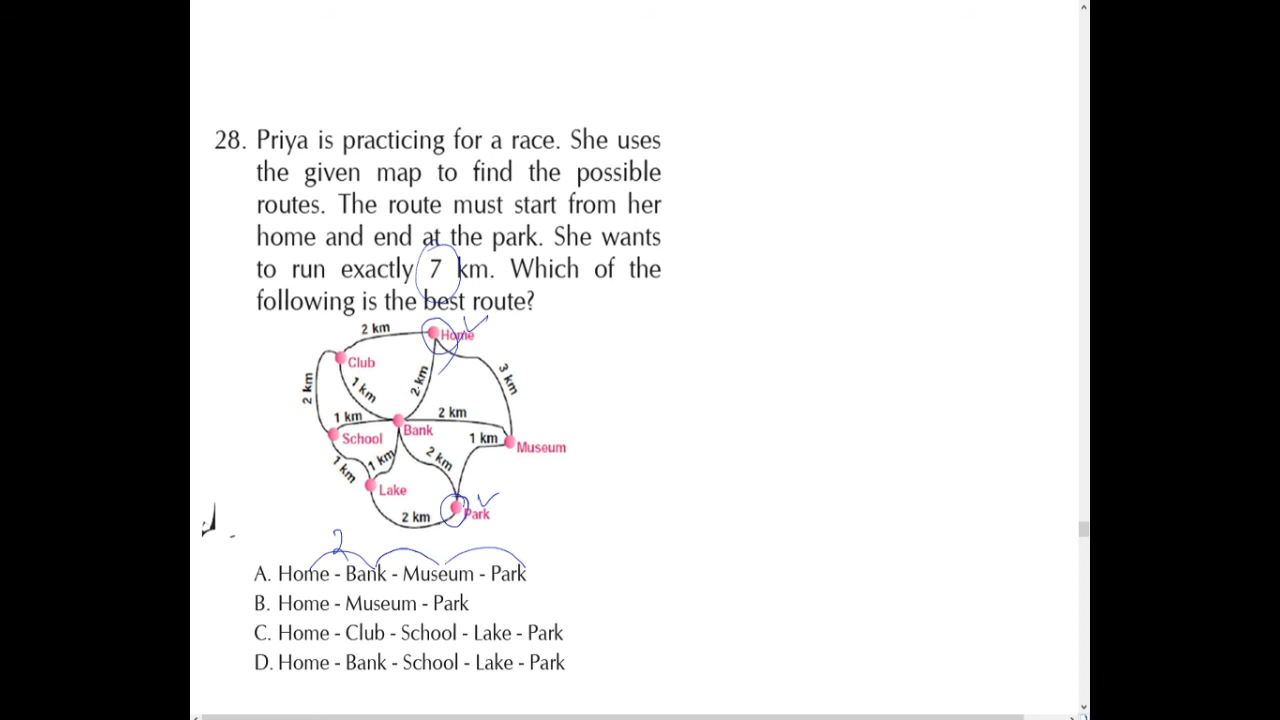 28. Priya is practicing for a race. She uses
the given map to find the possible
routes. The route must start from her
home and end at the park. She wants
to run exactly 7 km. Which of the
following is the best route?
2 km
Home
Club
2 km
1 km
2 km
3 km
1 km
2 km
Bank
School
1 km
Museum
1 km
1 km
2 km
Lake
Park
2 km
2
A. Home - Bank - Museum - Park
B. Home - Museum - Park
C. Home - Club - School - Lake - Park
D. Home - Bank - School - Lake - Park